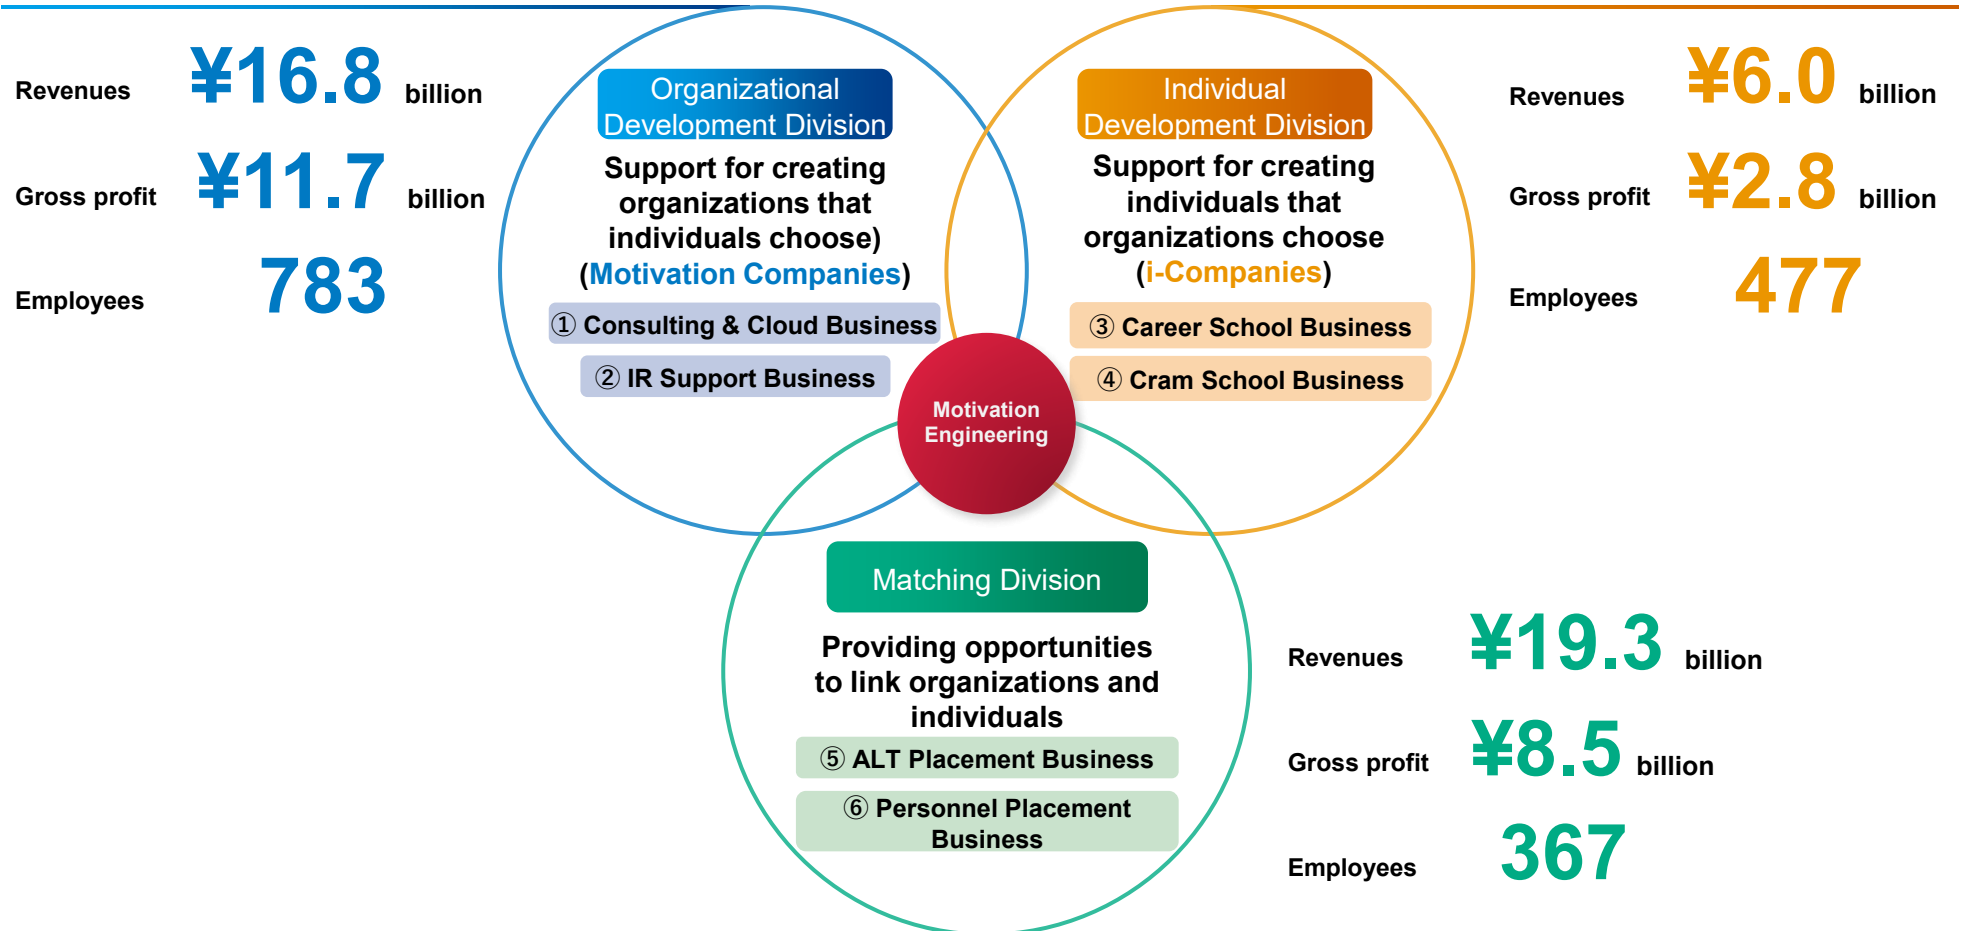 Revenues ¥16.8 billion
Gross profit ¥11.7 billion
Employees 783
Organizational
Development Division
Support for creating
organizations that
individuals choose)
(Motivation Companies)
① Consulting & Cloud Business
② IR Support Business
Individual
Development Division
Support for creating
individuals that
organizations choose
(i-Companies)
③ Career School Business
④ Cram School Business
Revenues ¥6.0 billion
Gross profit ¥2.8 billion
Employees 477
Motivation
Engineering
Matching Division
Providing opportunities
to link organizations and
individuals
⑤ ALT Placement Business
⑥ Personnel Placement
Business
Revenues ¥19.3 billion
Gross profit ¥8.5 billion
Employees 367